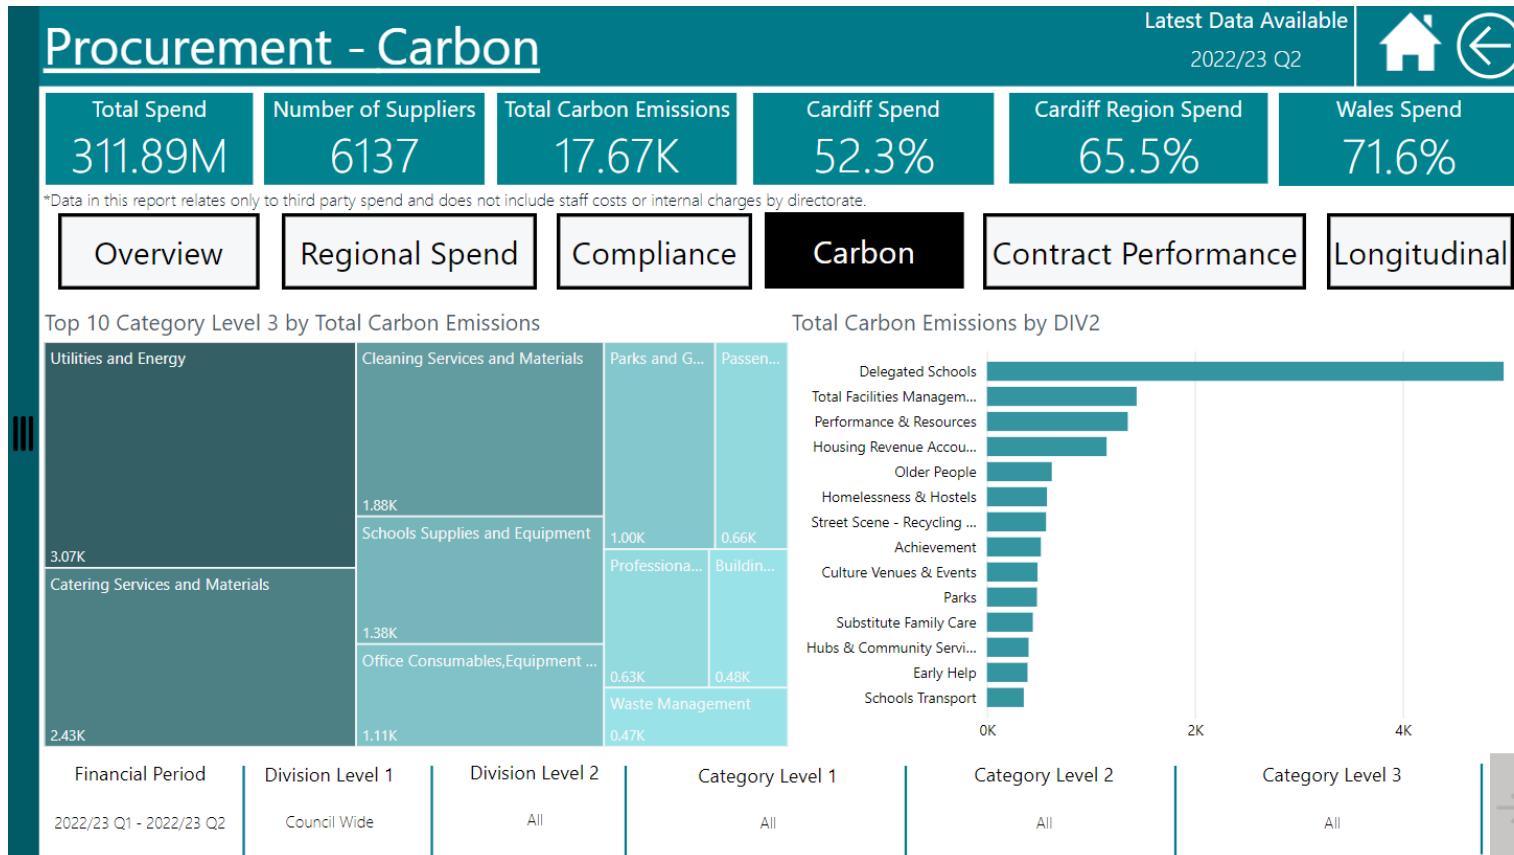 Procurement - Carbon
Latest Data Available
2022/23 Q2
Total Spend
311.89M
Number of Suppliers
6137
Total Carbon Emissions
17.67K
Cardiff Spend
52.3%
Cardiff Region Spend
65.5%
Wales Spend
71.6%
*Data in this report relates only to third party spend and does not include staff costs or internal charges by directorate.
Overview
Regional Spend
Compliance
Carbon
Contract Performance
Longitudinal
Top 10 Category Level 3 by Total Carbon Emissions
Utilities and Energy
3.07K
Catering Services and Materials
2.43K
Cleaning Services and Materials
1.88K
Schools Supplies and Equipment
1.38K
Office Consumables,Equipment ...
1.11K
Parks and G...
1.00K
Passen...
0.66K
Professiona...
0.63K
Buildin...
0.48K
Waste Management
0.47K
Total Carbon Emissions by DIV2
Delegated Schools
Total Facilities Managem...
Performance & Resources
Housing Revenue Accou...
Older People
Homelessness & Hostels
Street Scene - Recycling ...
Achievement
Culture Venues & Events
Parks
Substitute Family Care
Hubs & Community Servi...
Early Help
Schools Transport
0K
2K
4K
Financial Period
2022/23 Q1 - 2022/23 Q2
Division Level 1
Council Wide
Division Level 2
All
Category Level 1
All
Category Level 2
All
Category Level 3
All